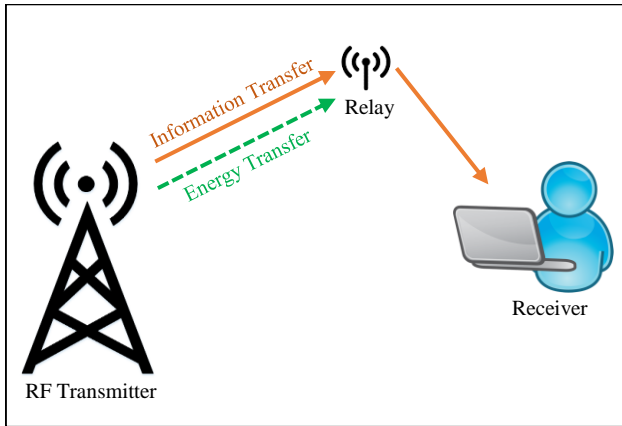 Information Transfer
Energy Transfer
Relay
Receiver
RF Transmitter